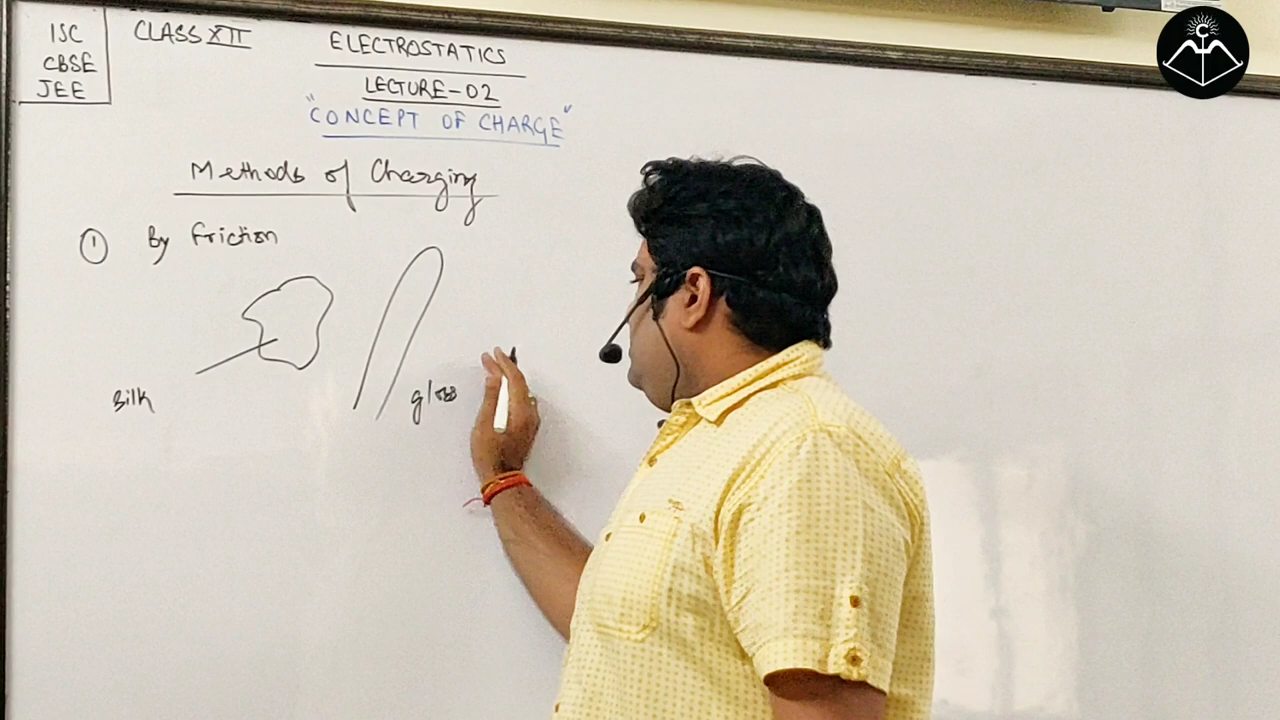 ISC
CBSE
JEE
CLASS XII
ELECTROSTATICS
LECTURE-02
"CONCEPT OF CHARGE"
Methods of Charging
① By friction
Silk
glass
C